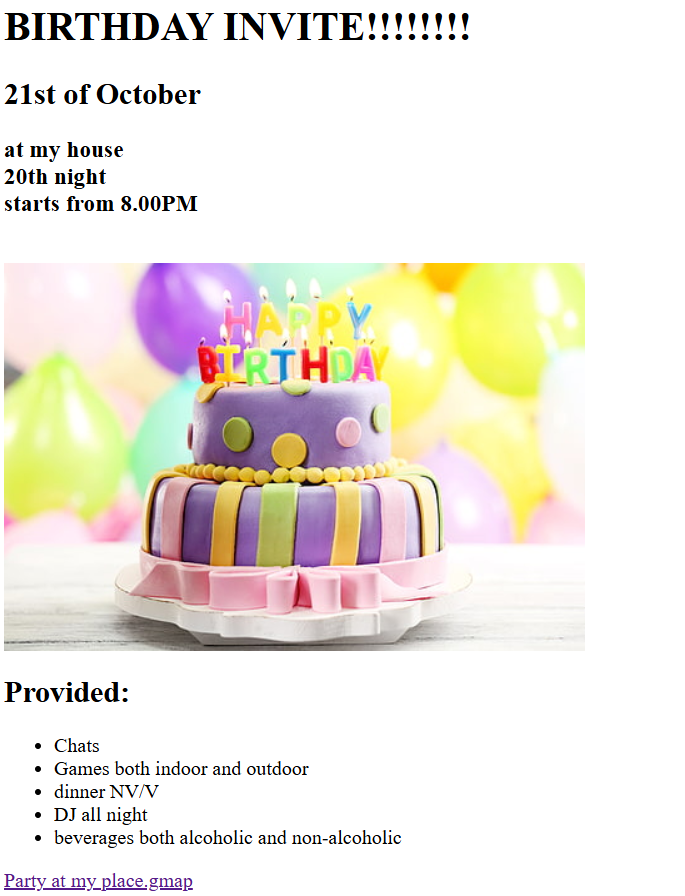 BIRTHDAY INVITE!!!!!!!!
21st of October
at my house
20th night
starts from 8.00PM
HAPPY
BIRTHDAY
Provided:
Chats
Games both indoor and outdoor
dinner NV/V
DJ all night
beverages both alcoholic and non-alcoholic
Party at my place.gmap